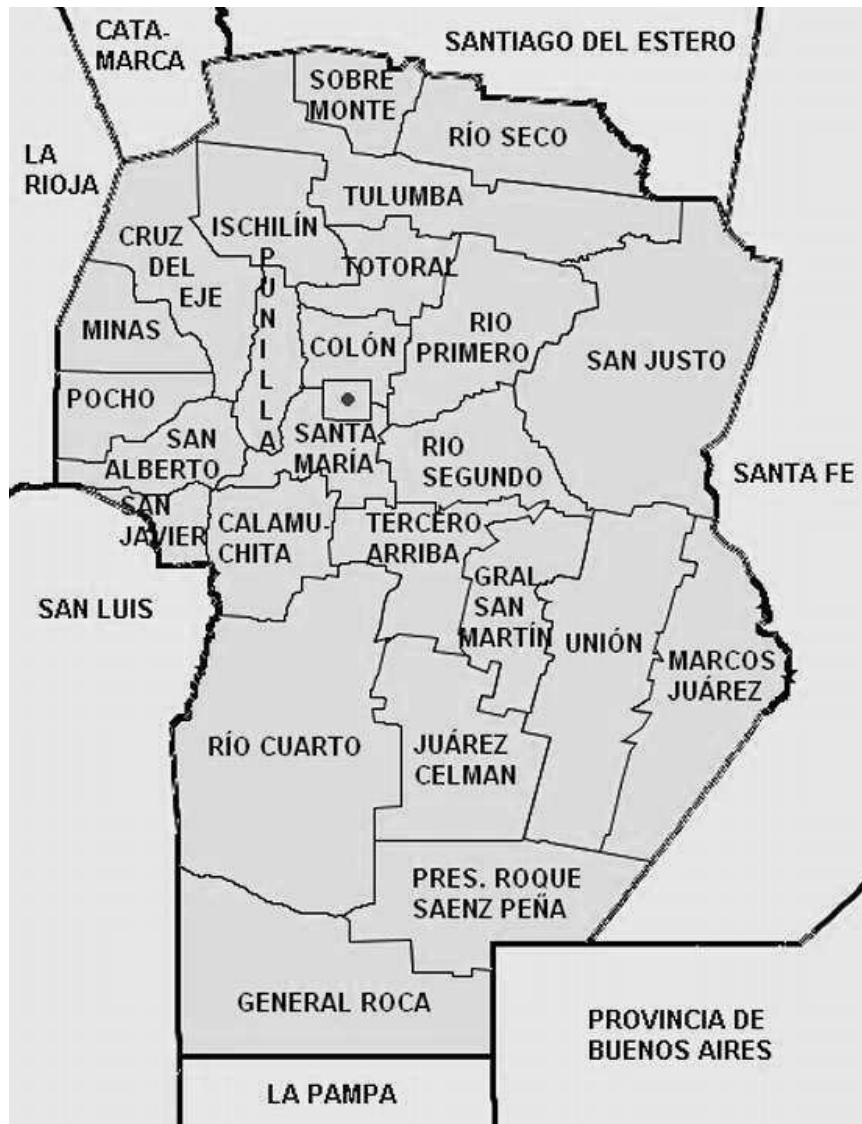 CATA-
MARCA
SANTIAGO DEL ESTERO
SOBRE
MONTE
RÍO SECO
LA
RIOJA
TULUMBA
ISCHILÍN
CRUZ
DEL
EJE
TOTORAL
PUNILLA
MINAS
COLÓN
RIO
PRIMERO
SAN JUSTO
POCHO
SAN
ALBERTO
SANTA
MARÍA
RIO
SEGUNDO
SANTA FE
SAN
JAVIER
CALAMU-
CHITA
TERCERO
ARRIBA
GRAL
SAN
MARTÍN
SAN LUIS
UNIÓN
MARCOS
JUÁREZ
RÍO CUARTO
JUÁREZ
CELMAN
PRES. ROQUE
SAENZ PEÑA
GENERAL ROCA
PROVINCIA DE
BUENOS AIRES
LA PAMPA